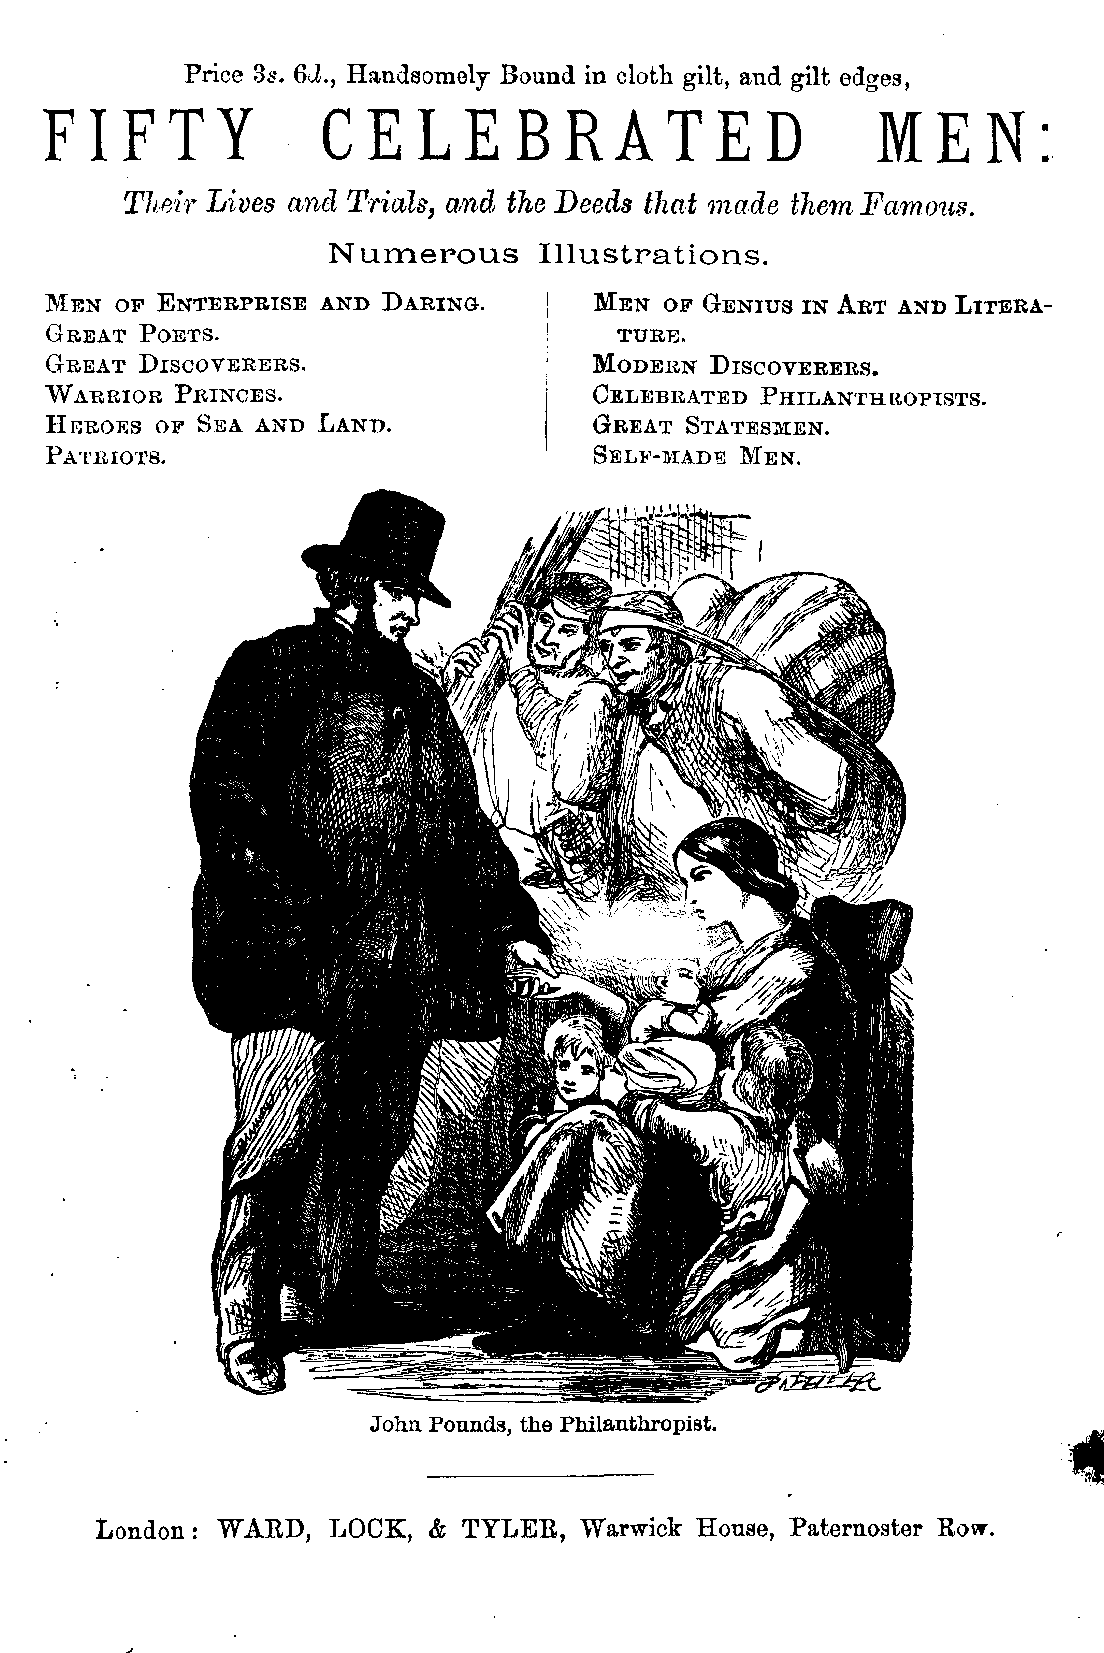 Price 3s. 6d., Handsomely Bound in cloth gilt, and gilt edges,
FIFTY CELEBRATED MEN:
Their Lives and Trials, and the Deeds that made them Famous.
Numerous Illustrations.
MEN OF ENTERPRISE AND DARING.
GREAT POETS.
GREAT DISCOVERERS.
WARRIOR PRINCES.
HEROES OF SEA AND LAND.
PATRIOTS.
MEN OF GENIUS IN ART AND LITERA-
TURE.
MODERN DISCOVERERS.
CELEBRATED PHILANTHROPISTS.
GREAT STATESMEN.
SELF-MADE MEN.
John Pounds, the Philanthropist.
London: WARD, LOCK, & TYLER, Warwick House, Paternoster Row.